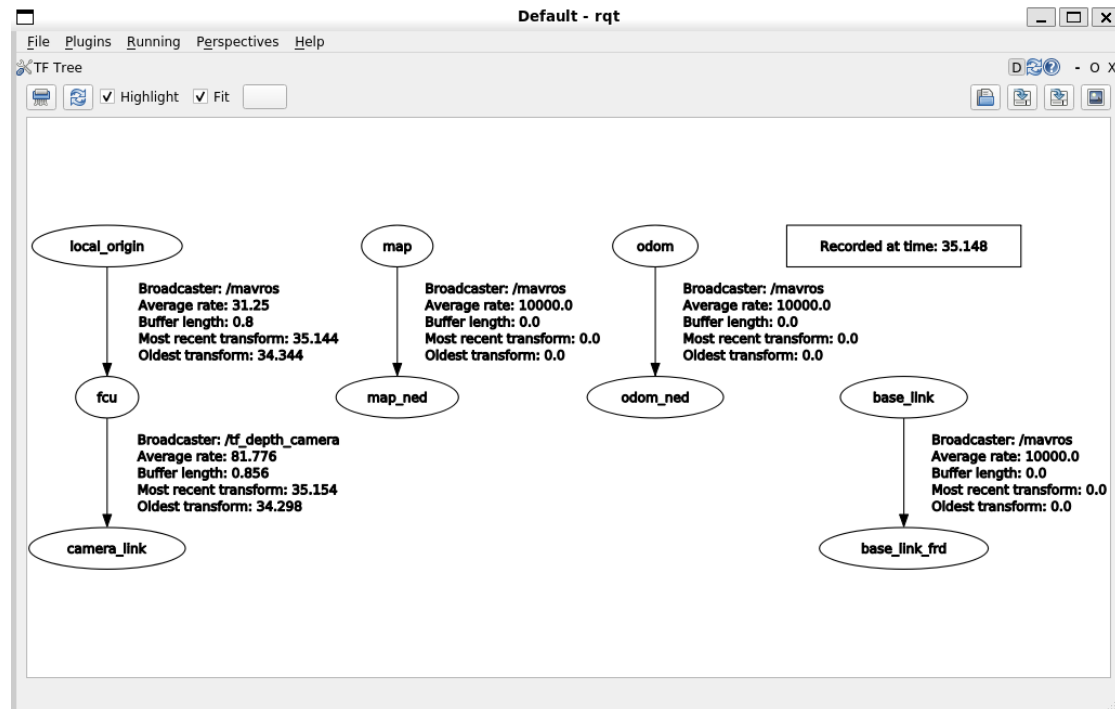 Default - rqt
File Plugins Running Perspectives Help
TF Tree
D - O X
Highlight Fit
local_origin
map
odom
Recorded at time: 35.148
Broadcaster: /mavros
Average rate: 31.25
Buffer length: 0.8
Most recent transform: 35.144
Oldest transform: 34.344
Broadcaster: /mavros
Average rate: 10000.0
Buffer length: 0.0
Most recent transform: 0.0
Oldest transform: 0.0
Broadcaster: /mavros
Average rate: 10000.0
Buffer length: 0.0
Most recent transform: 0.0
Oldest transform: 0.0
fcu
map_ned
odom_ned
base_link
Broadcaster: /tf_depth_camera
Average rate: 81.776
Buffer length: 0.856
Most recent transform: 35.154
Oldest transform: 34.298
Broadcaster: /mavros
Average rate: 10000.0
Buffer length: 0.0
Most recent transform: 0.0
Oldest transform: 0.0
camera_link
base_link_frd